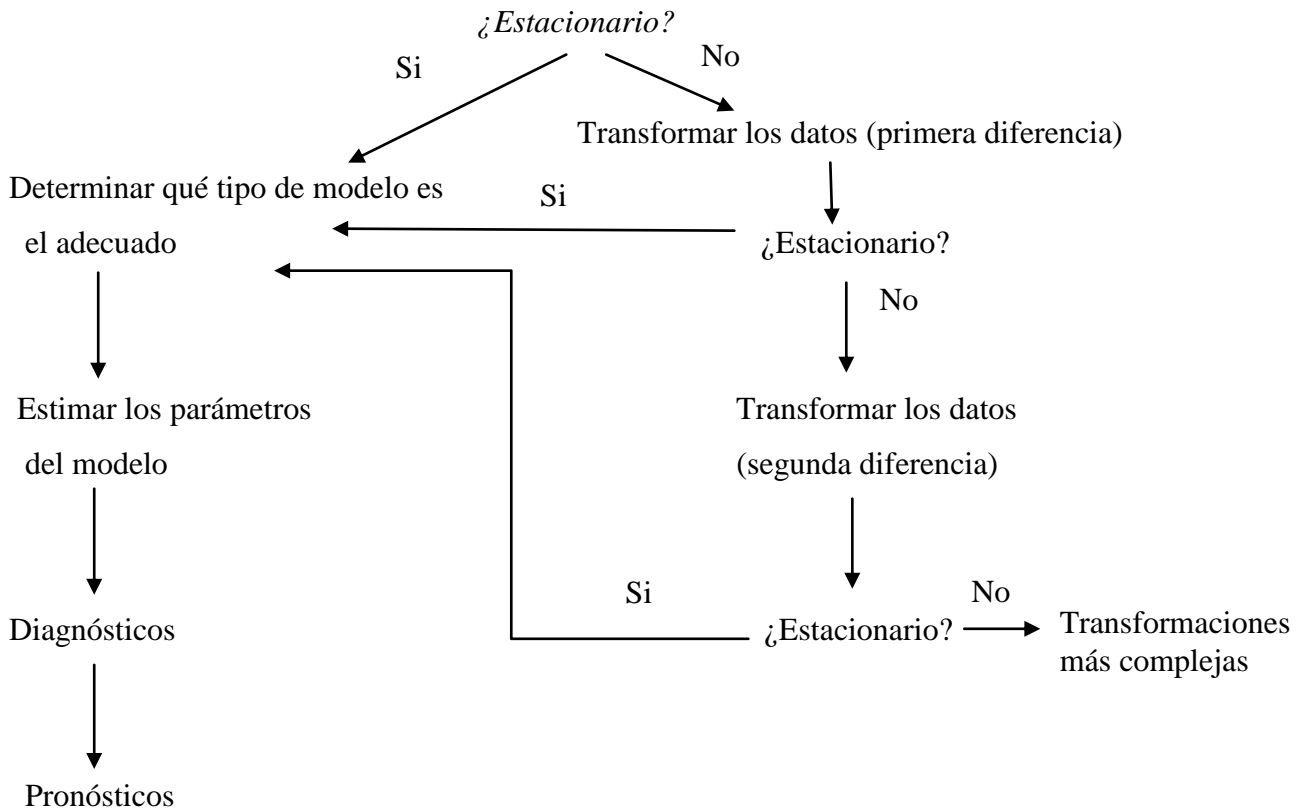 ¿Estacionario?
Si
No
Transformar los datos (primera diferencia)
Determinar qué tipo de modelo es
el adecuado
Si
¿Estacionario?
No
Estimar los parámetros
del modelo
Transformar los datos
(segunda diferencia)
Diagnósticos
Si
¿Estacionario?
No
Transformaciones
más complejas
Pronósticos